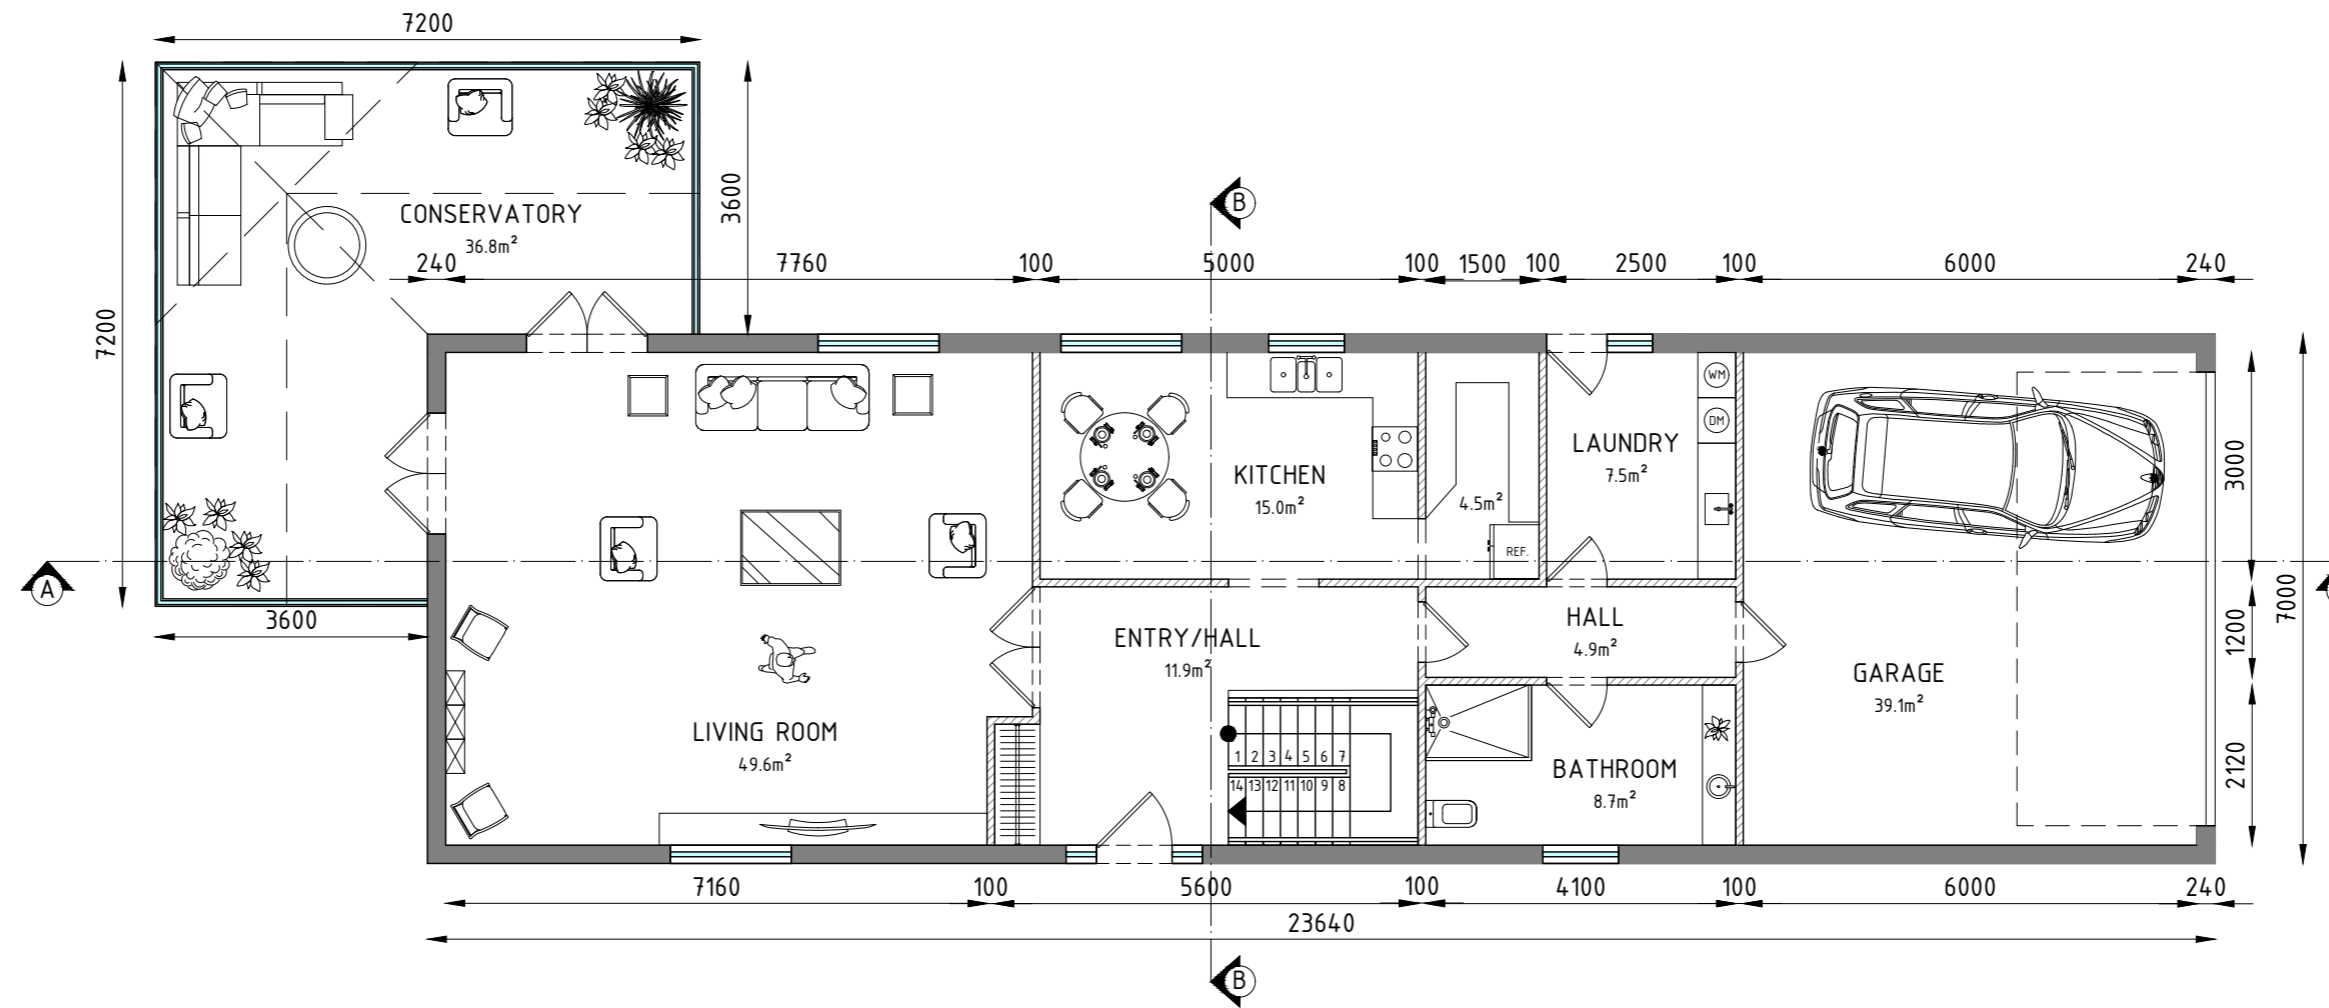 7200
7200
3600
CONSERVATORY
36.8m²
B
240
7760
100
5000
100
1500
100
2500
100
6000
240
WM
DM
LAUNDRY
7.5m²
KITCHEN
15.0m²
4.5m²
REF.
3000
7000
A
3600
ENTRY/HALL
11.9m²
HALL
4.9m²
1200
GARAGE
39.1m²
LIVING ROOM
49.6m²
1 2 3 4 5 6 7
14 13 12 11 10 9 8
BATHROOM
8.7m²
2120
7160
100
5600
100
4100
100
6000
240
23640
B